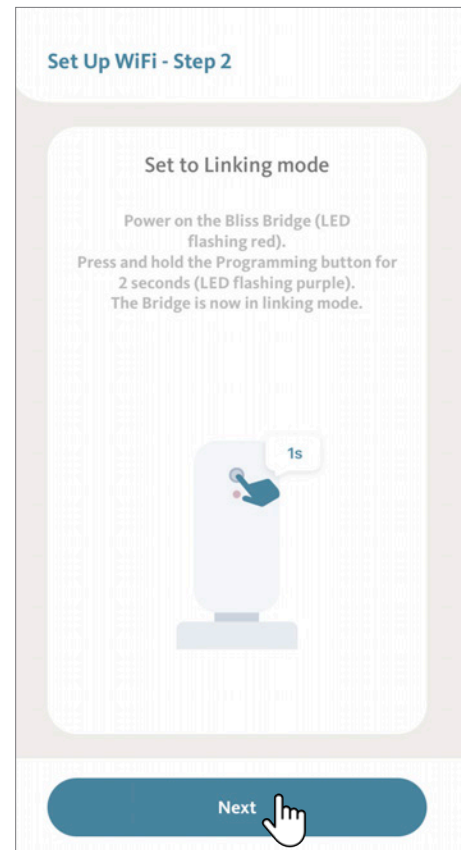 Set Up WiFi - Step 2
Set to Linking mode
Power on the Bliss Bridge (LED
flashing red).
Press and hold the Programming button for
2 seconds (LED flashing purple).
The Bridge is now in linking mode.
1s
Next